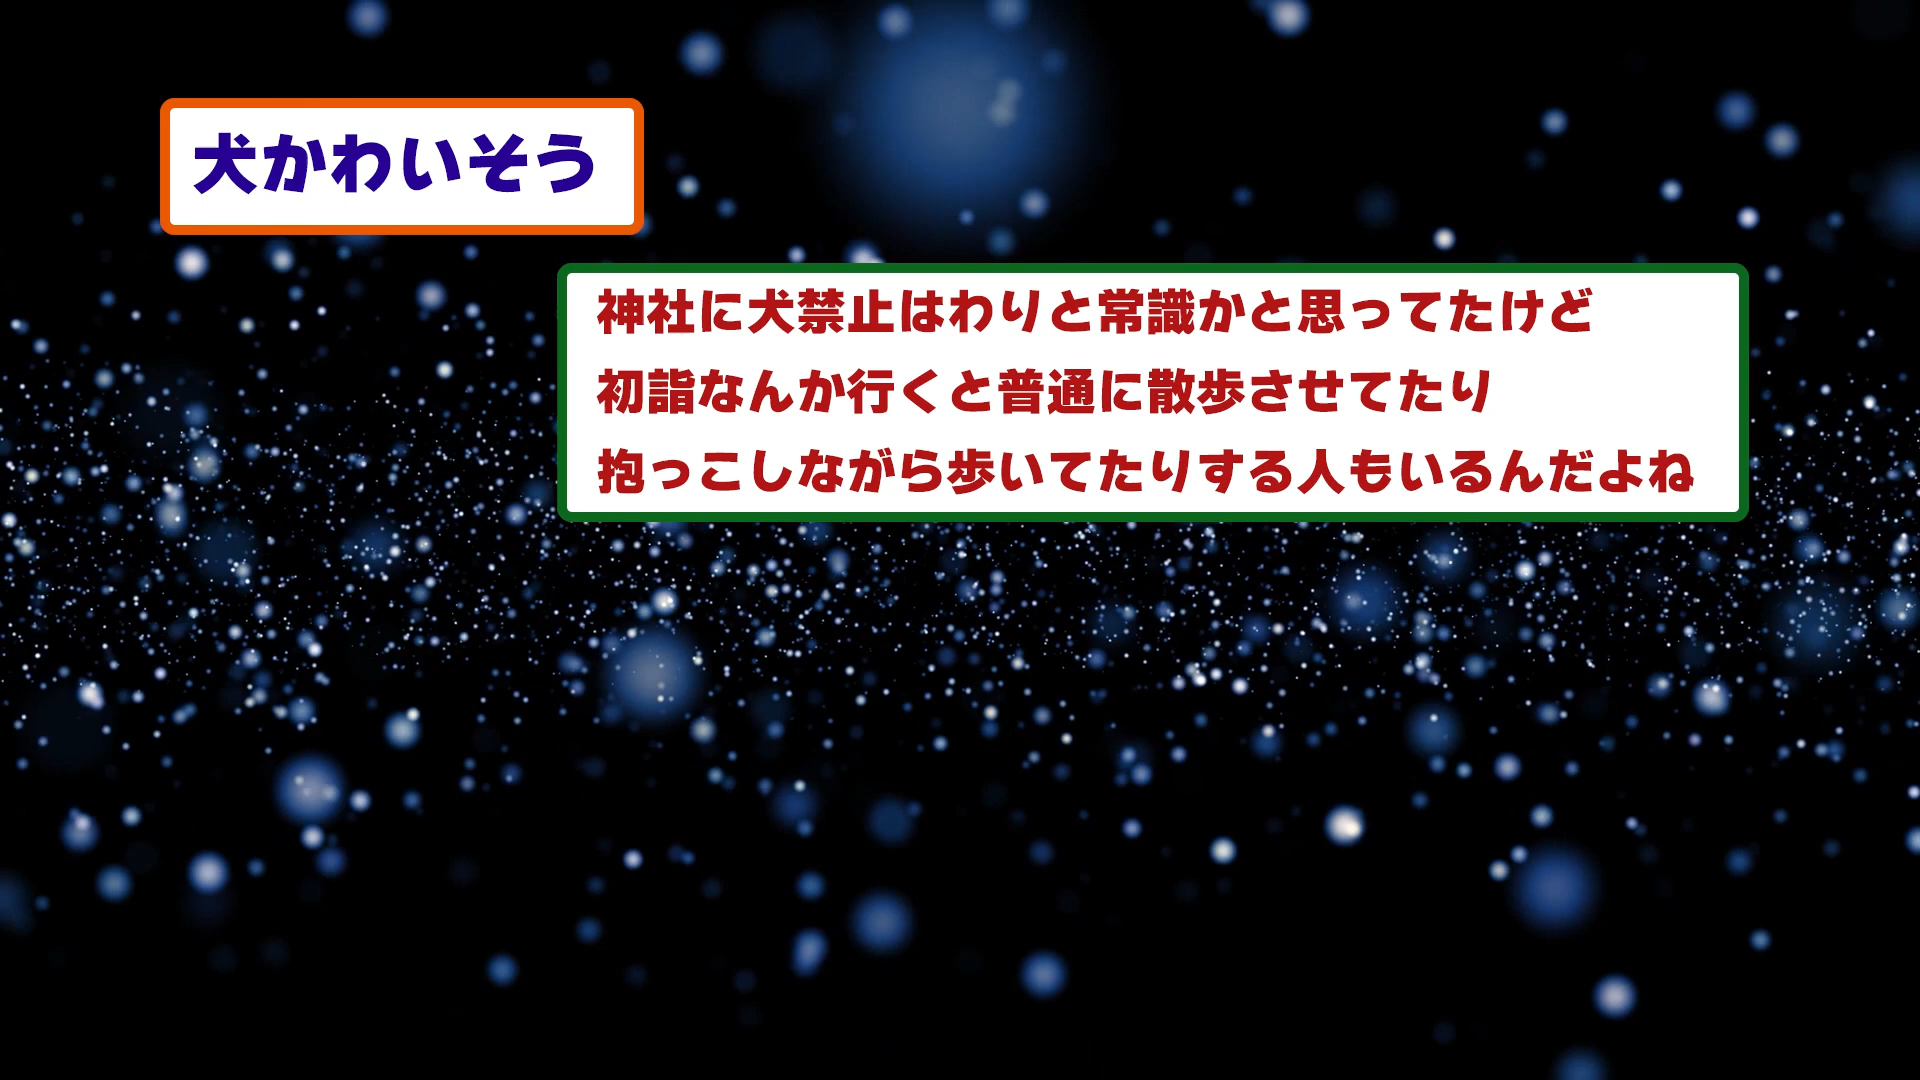 犬かわいそう
神社に犬禁止はわりと常識かと思ってたけど
初詣なんか行くと普通に散歩させてたり
抱っこしながら歩いてたりする人もいるんだよね